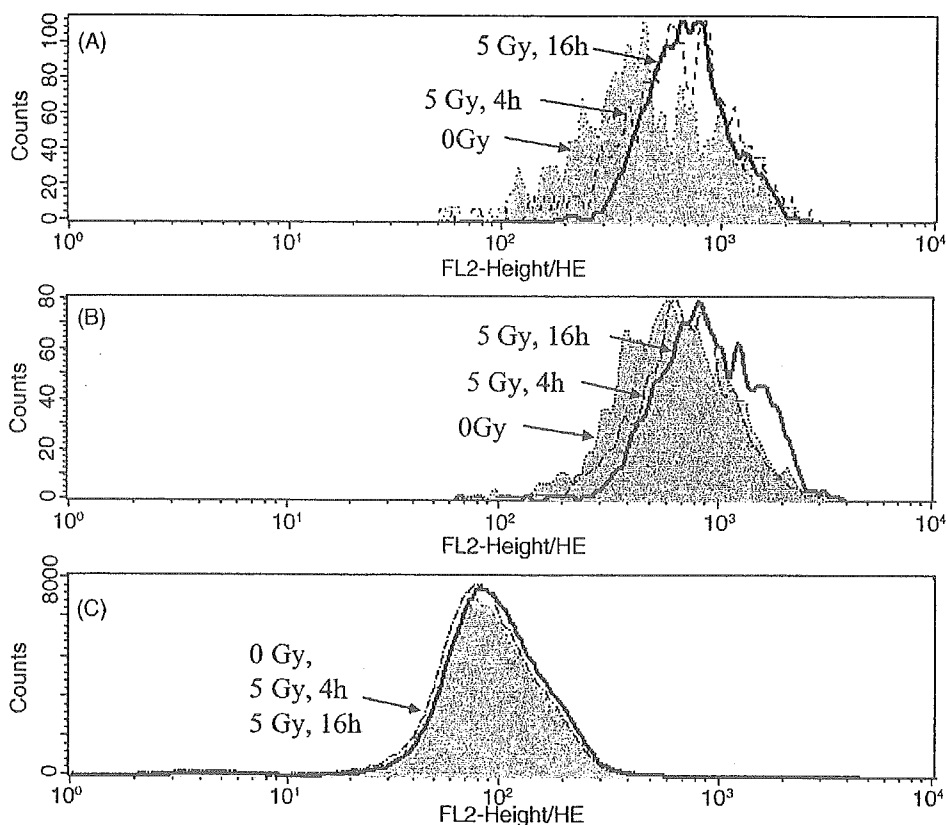 (A)
5 Gy, 16h
5 Gy, 4h
0Gy
Counts
100
80
60
40
20
0
10⁰
10¹
10²
10³
10⁴
FL2-Height/HE
(B)
5 Gy, 16h
5 Gy, 4h
0Gy
Counts
80
60
40
20
0
10⁰
10¹
10²
10³
10⁴
FL2-Height/HE
(C)
0 Gy,
5 Gy, 4h
5 Gy, 16h
Counts
8000
0
10⁰
10¹
10²
10³
10⁴
FL2-Height/HE